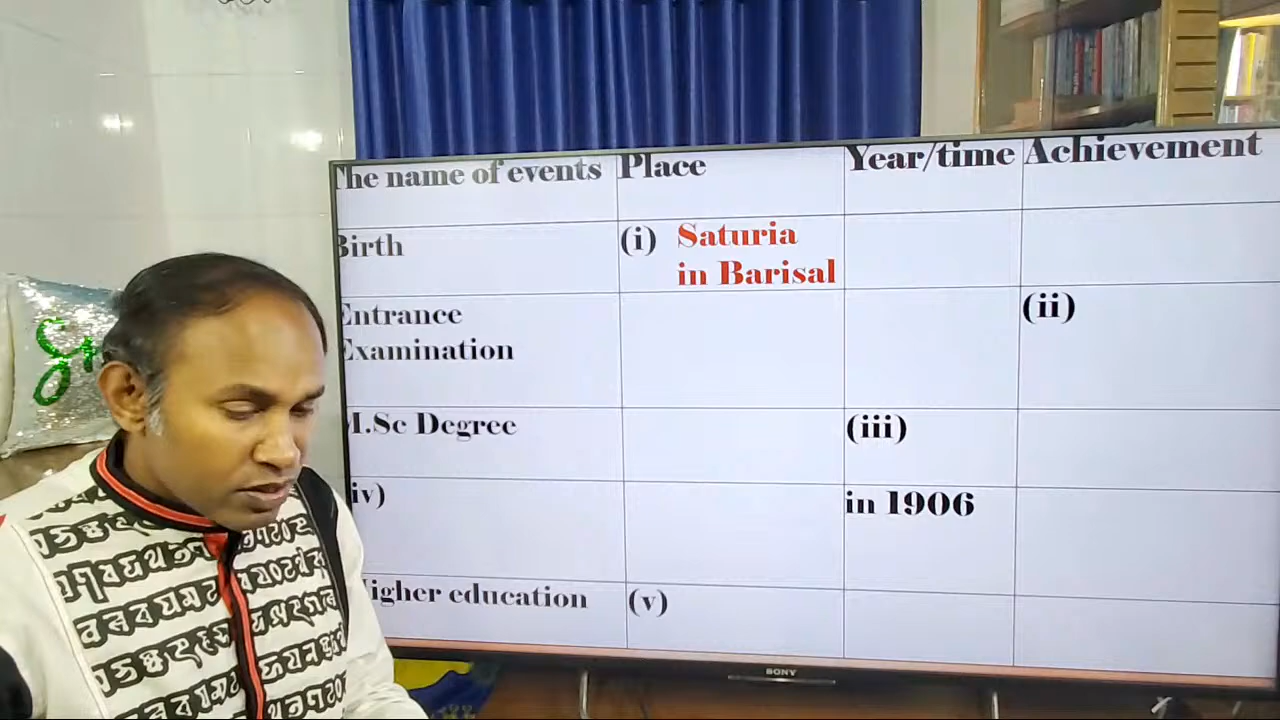 The name of events Place Year/time Achievement
Birth (i) Saturia
in Barisal
Entrance
Examination (ii)
M.Sc Degree (iii)
iv) in 1906
Higher education (v)
SONY